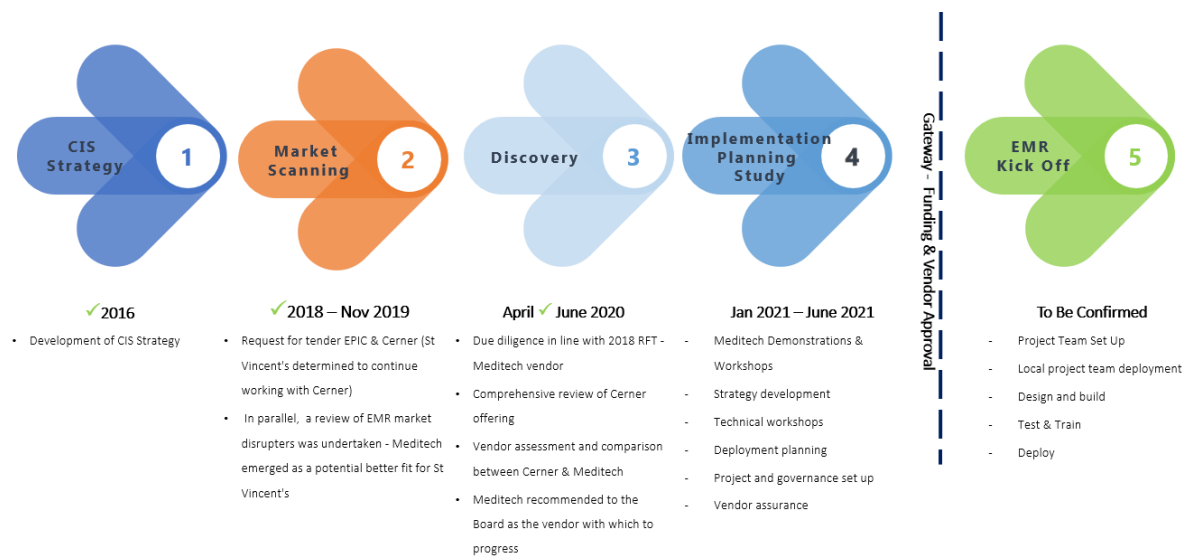 CIS
Strategy
1
Market
Scanning
2
Discovery
3
Implementation
Planning
Study
4
Gateway - Funding & Vendor Approval
EMR
Kick Off
5
✓2016
• Development of CIS Strategy
✓2018 – Nov 2019
• Request for tender EPIC & Cerner (St
Vincent's determined to continue
working with Cerner)
• In parallel, a review of EMR market
disrupters was undertaken - Meditech
emerged as a potential better fit for St
Vincent's
April ✓ June 2020
• Due diligence in line with 2018 RFT -
Meditech vendor
• Comprehensive review of Cerner
offering
• Vendor assessment and comparison
between Cerner & Meditech
• Meditech recommended to the
Board as the vendor with which to
progress
Jan 2021 – June 2021
- Meditech Demonstrations &
Workshops
- Strategy development
- Technical workshops
- Deployment planning
- Project and governance set up
- Vendor assurance
To Be Confirmed
- Project Team Set Up
- Local project team deployment
- Design and build
- Test & Train
- Deploy